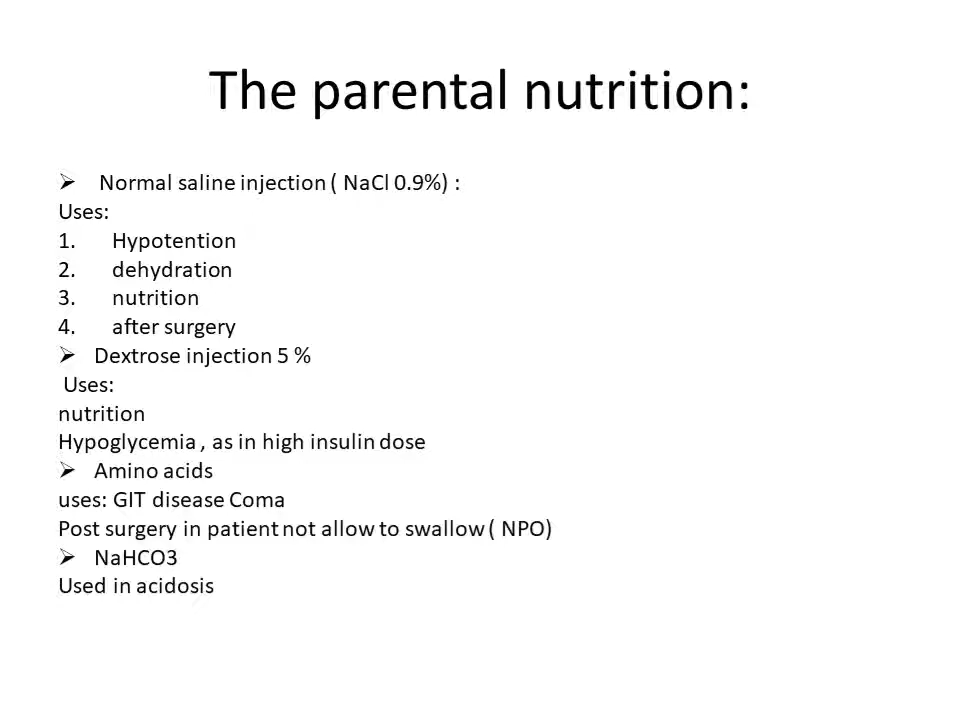 The parental nutrition:
➢ Normal saline injection ( NaCl 0.9%) :
Uses:
1. Hypotention
2. dehydration
3. nutrition
4. after surgery
➢ Dextrose injection 5 %
Uses:
nutrition
Hypoglycemia , as in high insulin dose
➢ Amino acids
uses: GIT disease Coma
Post surgery in patient not allow to swallow ( NPO)
➢ NaHCO3
Used in acidosis